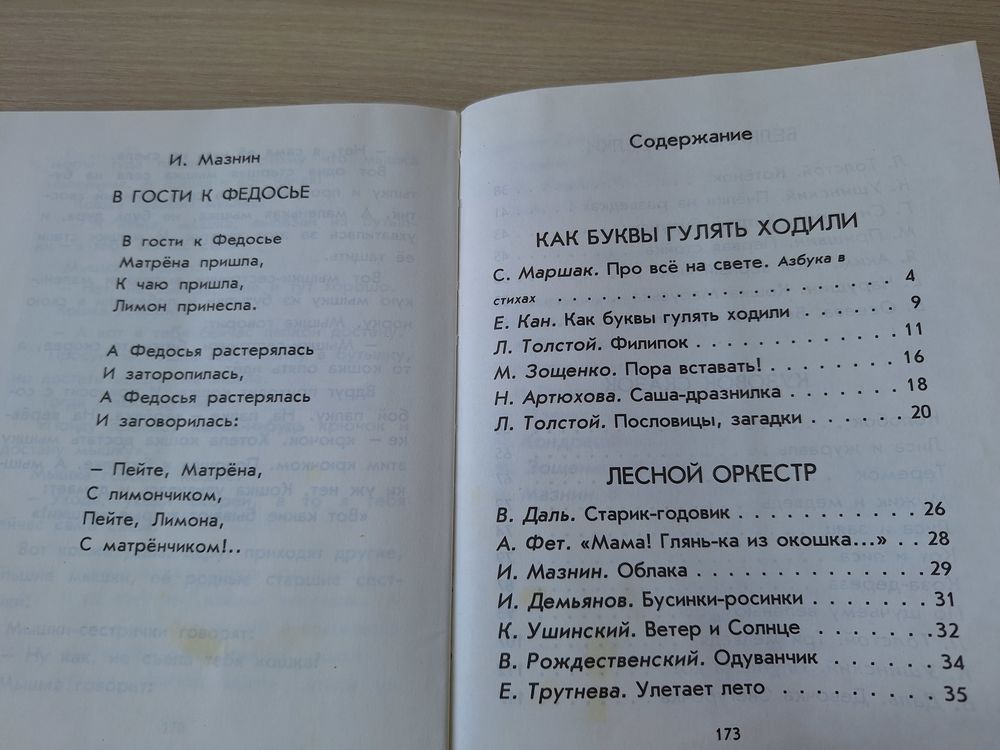 И. Мазнин
В ГОСТИ К ФЕДОСЬЕ
В гости к Федосье
Матрёна пришла,
К чаю пришла,
Лимон принесла.
А Федосья растерялась
И заторопилась,
А Федосья растерялась
И заговорилась:
– Пейте, Матрёна,
С лимончиком,
Пейте, Лимона,
С матрёнчиком!..
Содержание
КАК БУКВЫ ГУЛЯТЬ ХОДИЛИ
С. Маршак. Про всё на свете. Азбука в
стихах . . . . . . . . . . . . . . . . . . . . 4
Е. Кан. Как буквы гулять ходили . . . . . . . 9
Л. Толстой. Филипок . . . . . . . . . . . . . 11
М. Зощенко. Пора вставать! . . . . . . . . . 16
Н. Артюхова. Саша-дразнилка . . . . . . . . 18
Л. Толстой. Пословицы, загадки . . . . . . . 20
ЛЕСНОЙ ОРКЕСТР
В. Даль. Старик-годовик . . . . . . . . . . . 26
А. Фет. «Мама! Глянь-ка из окошка...» . . 28
И. Мазнин. Облака . . . . . . . . . . . . . . 29
И. Демьянов. Бусинки-росинки . . . . . . . . 31
К. Ушинский. Ветер и Солнце . . . . . . . . 32
В. Рождественский. Одуванчик . . . . . . . . 34
Е. Трутнева. Улетает лето . . . . . . . . . . 35
173